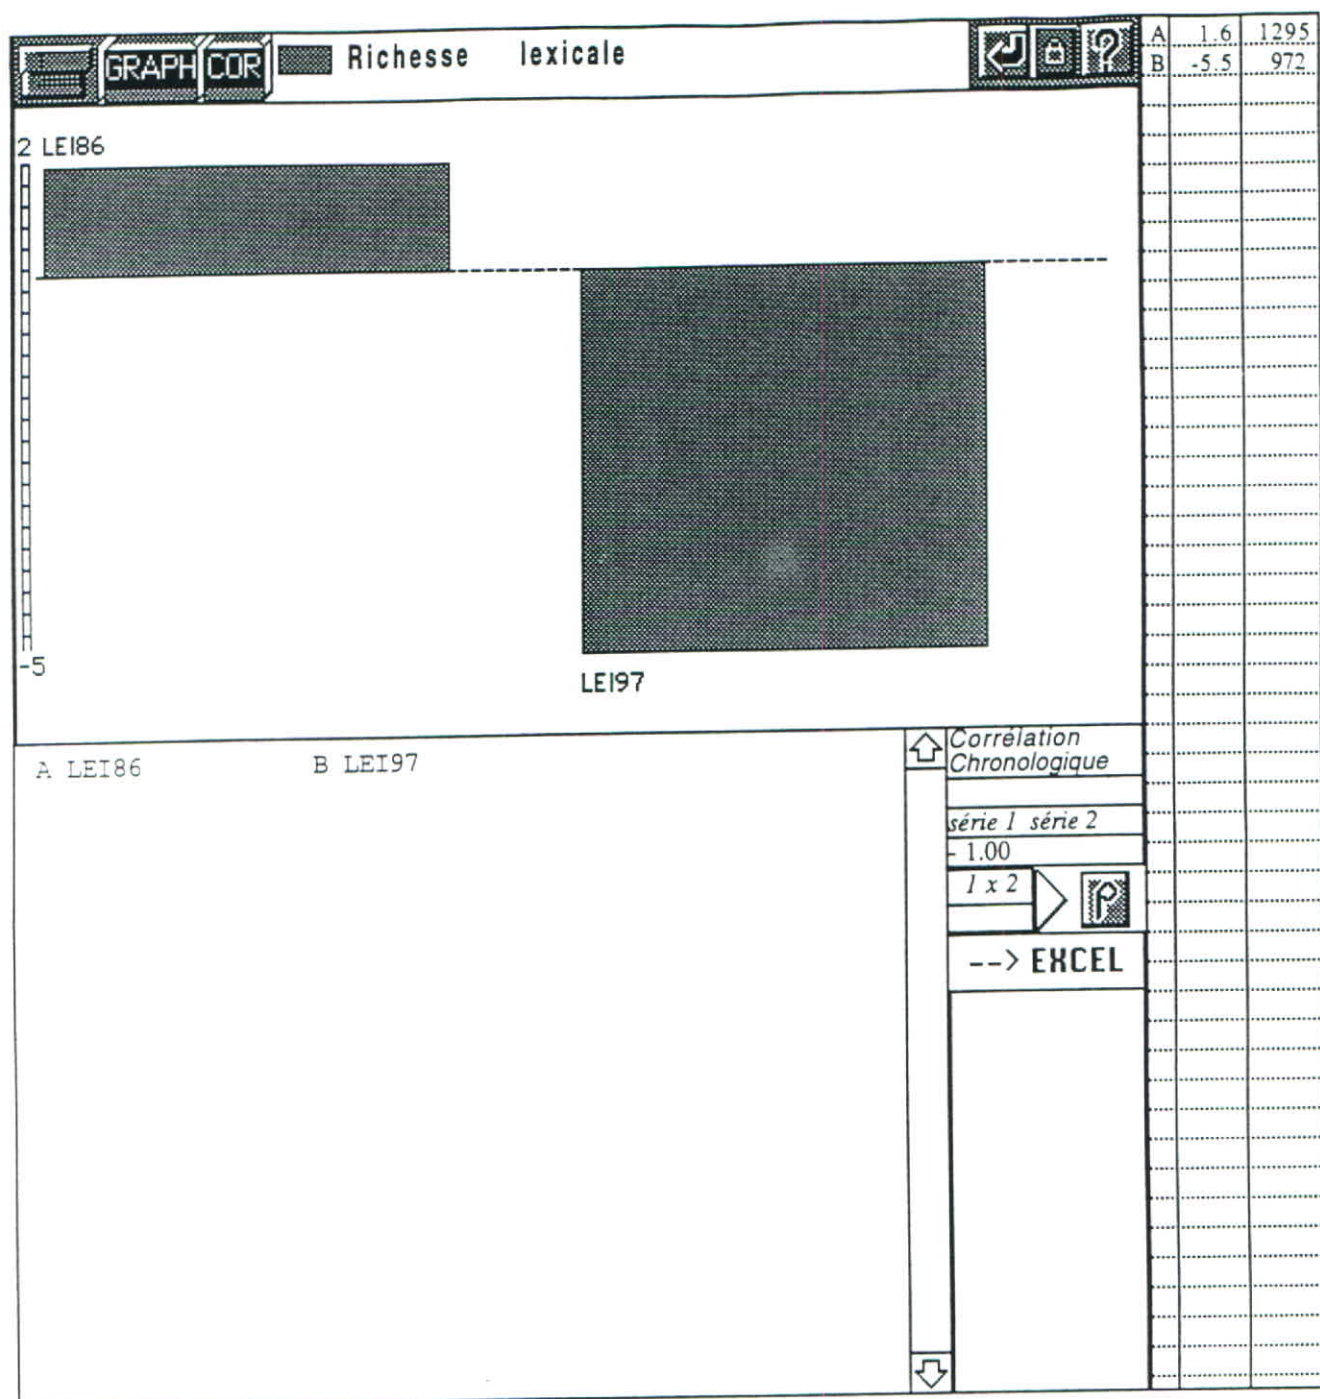 GRAPH COR Richesse lexicale ?
A 1.6 1295
B -5.5 972
2 LEI86
-5
LEI97
A LEI86 B LEI97
Corrélation
Chronologique
série 1 série 2
- 1.00
1 x 2
P
--> EXCEL